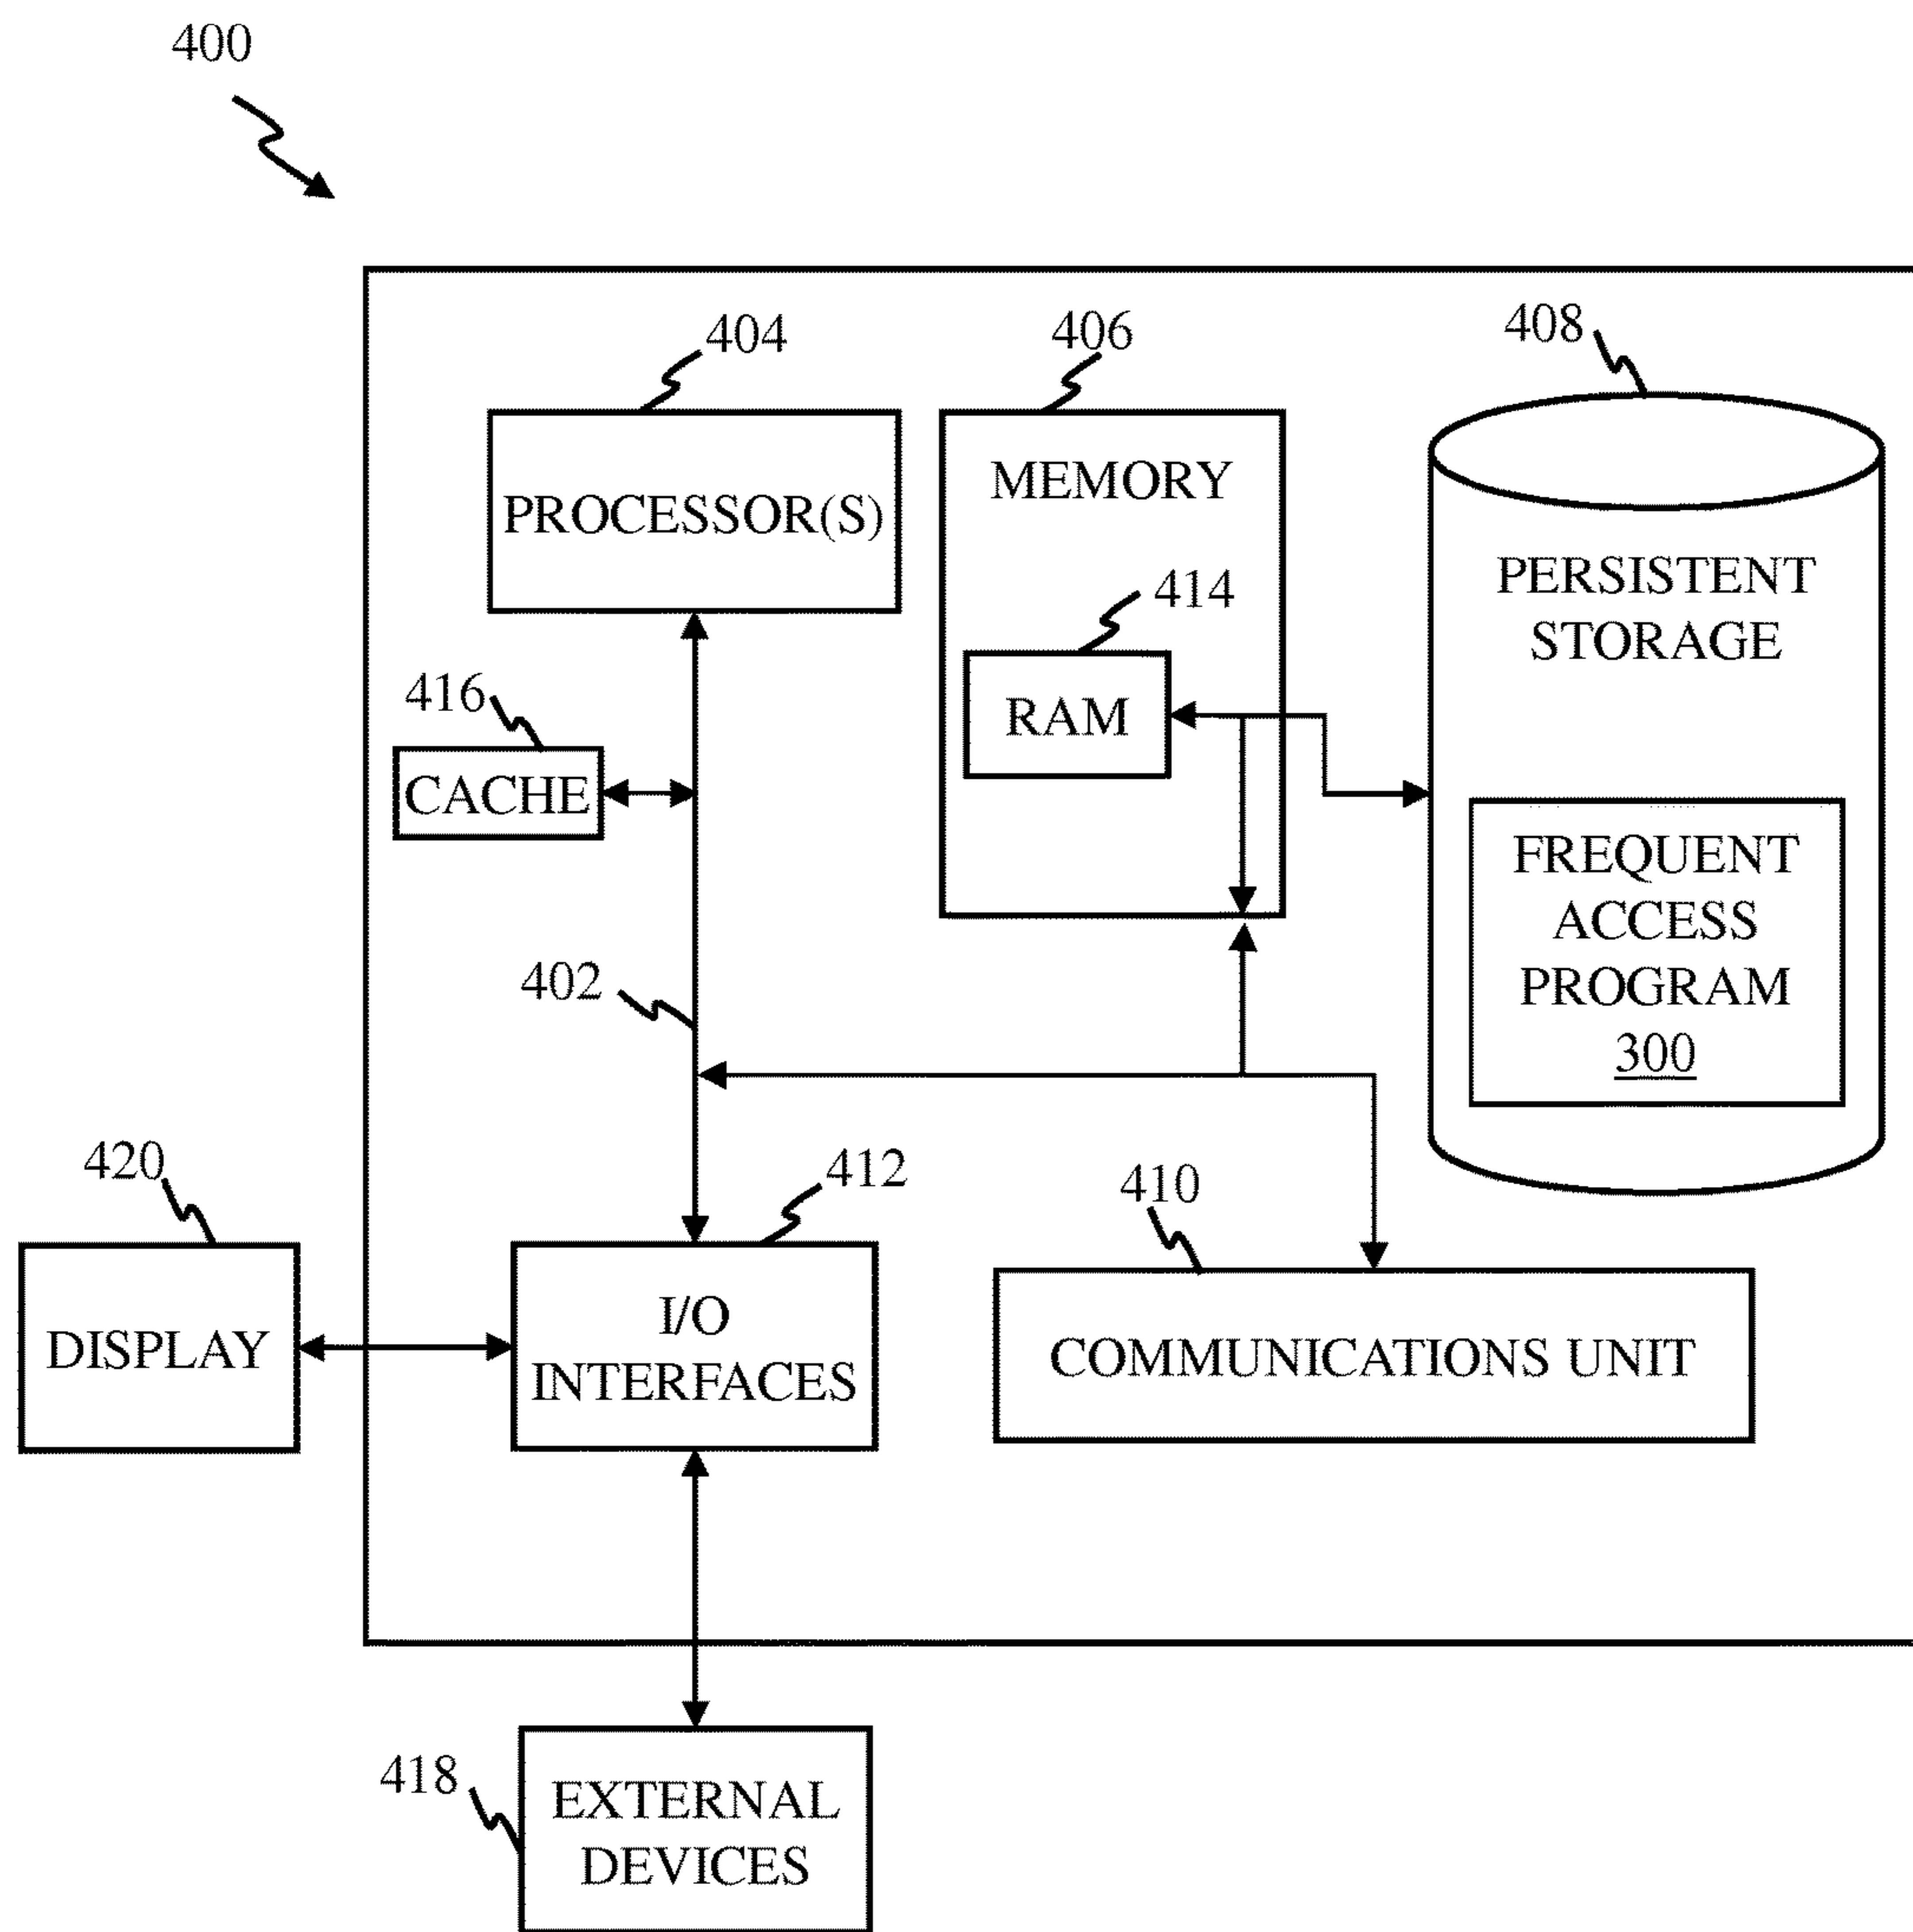 400
404
406
408
PROCESSOR(S)
MEMORY
PERSISTENT
STORAGE
414
RAM
416
CACHE
FREQUENT
ACCESS
PROGRAM
300
402
420
412
410
DISPLAY
I/O
INTERFACES
COMMUNICATIONS UNIT
418
EXTERNAL
DEVICES